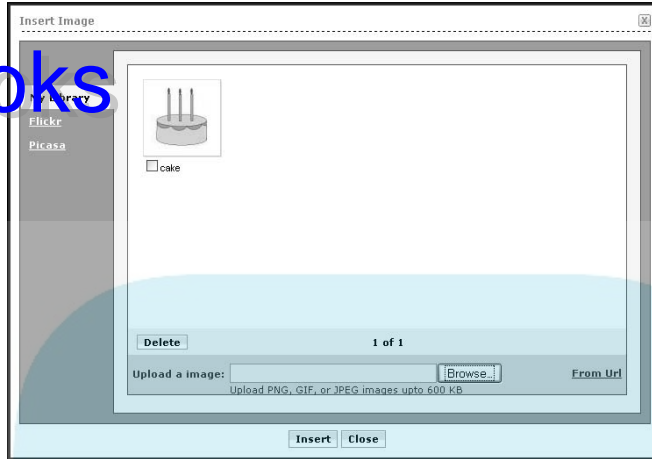 Insert Image X
oks
My Library
Flickr
Picasa
cake
Delete 1 of 1
Upload a image: Browse... From Url
Upload PNG, GIF, or JPEG images upto 600 KB
Insert Close